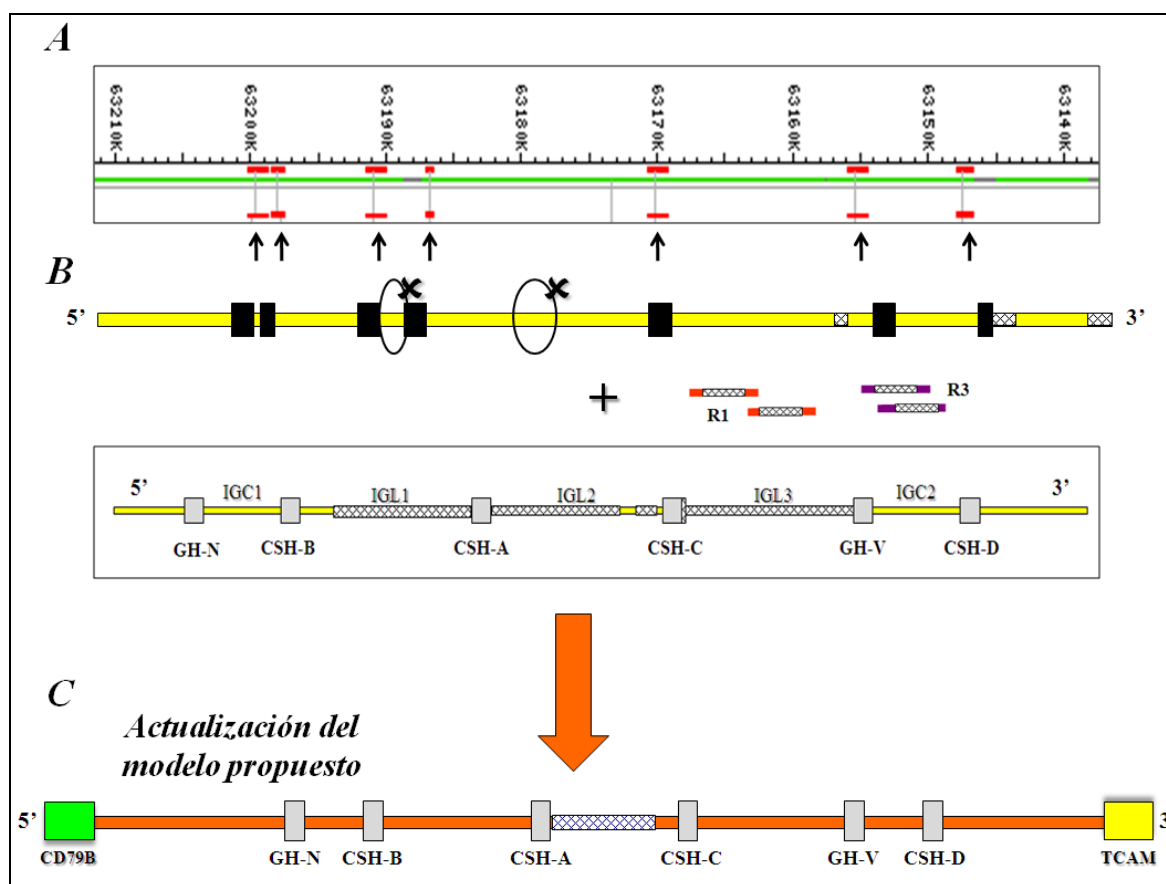 A
63210K 63200K 63190K 63180K 63170K 63160K 63150K 63140K
B
5’ 3’
+
R1 R3
5’ IGC1 IGL1 IGL2 IGL3 IGC2 3’
GH-N CSH-B CSH-A CSH-C GH-V CSH-D
C
Actualización del
modelo propuesto
5’ 3’
CD79B GH-N CSH-B CSH-A CSH-C GH-V CSH-D TCAM